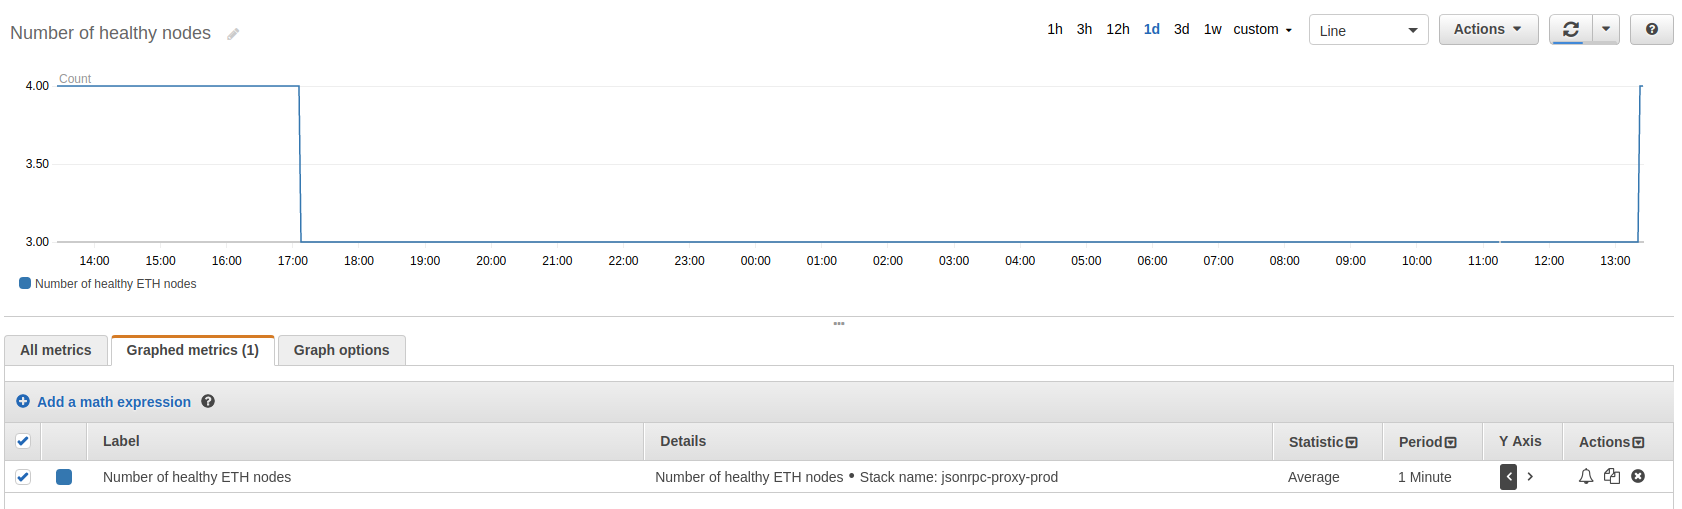 Number of healthy nodes
1h 3h 12h 1d 3d 1w custom
Line
Actions
Count
4.00
3.50
3.00
14:00 15:00 16:00 17:00 18:00 19:00 20:00 21:00 22:00 23:00 00:00 01:00 02:00 03:00 04:00 05:00 06:00 07:00 08:00 09:00 10:00 11:00 12:00 13:00
Number of healthy ETH nodes
All metrics
Graphed metrics (1)
Graph options
Add a math expression
Label Details Statistic Period Y Axis Actions
Number of healthy ETH nodes Number of healthy ETH nodes • Stack name: jsonrpc-proxy-prod Average 1 Minute